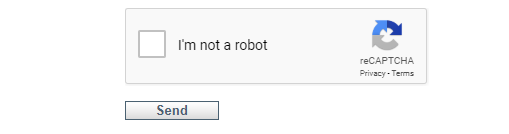 I'm not a robot
reCAPTCHA
Privacy - Terms
Send